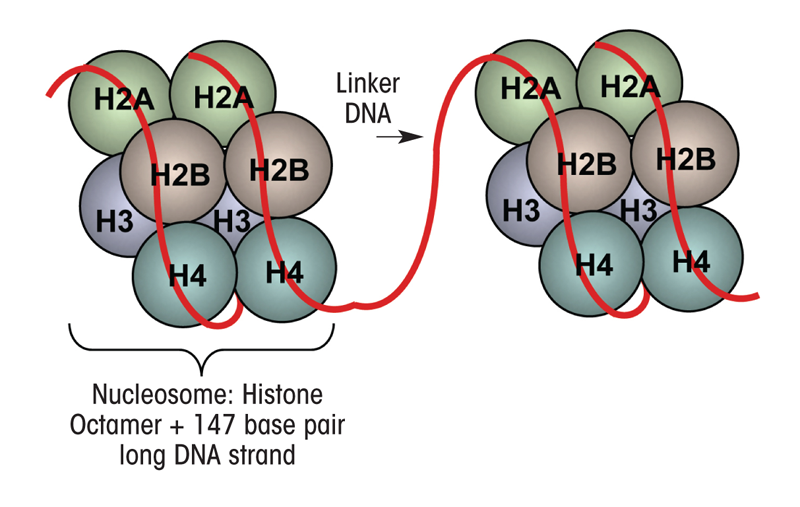 H2A
H2A
H2B
H2B
H3
H3
H4
H4
Linker
DNA
H2A
H2A
H2B
H2B
H3
H3
H4
H4
Nucleosome: Histone
Octamer + 147 base pair
long DNA strand